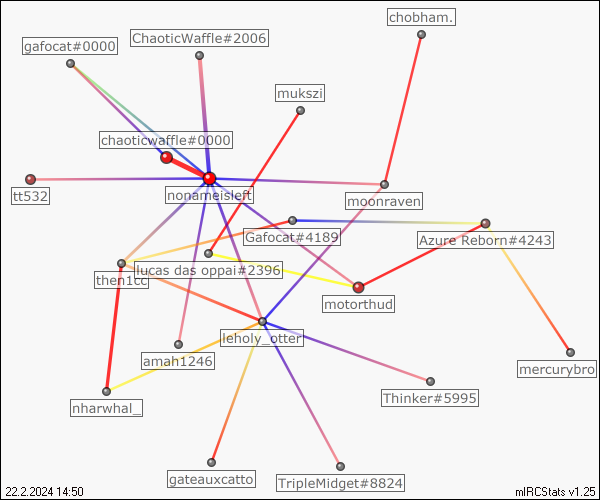 chobham.
ChaoticWaffle#2006
gafocat#0000
mukszi
chaoticwaffle#0000
tt532
nonameisleft
moonraven
Gafocat#4189
Azure Reborn#4243
lucas das oppai#2396
then1cc
motorthud
leholy_otter
amah1246
mercurybro
Thinker#5995
nharwhal_
gateauxcatto
TripleMidget#8824
22.2.2024 14:50
mIRCStats v1.25